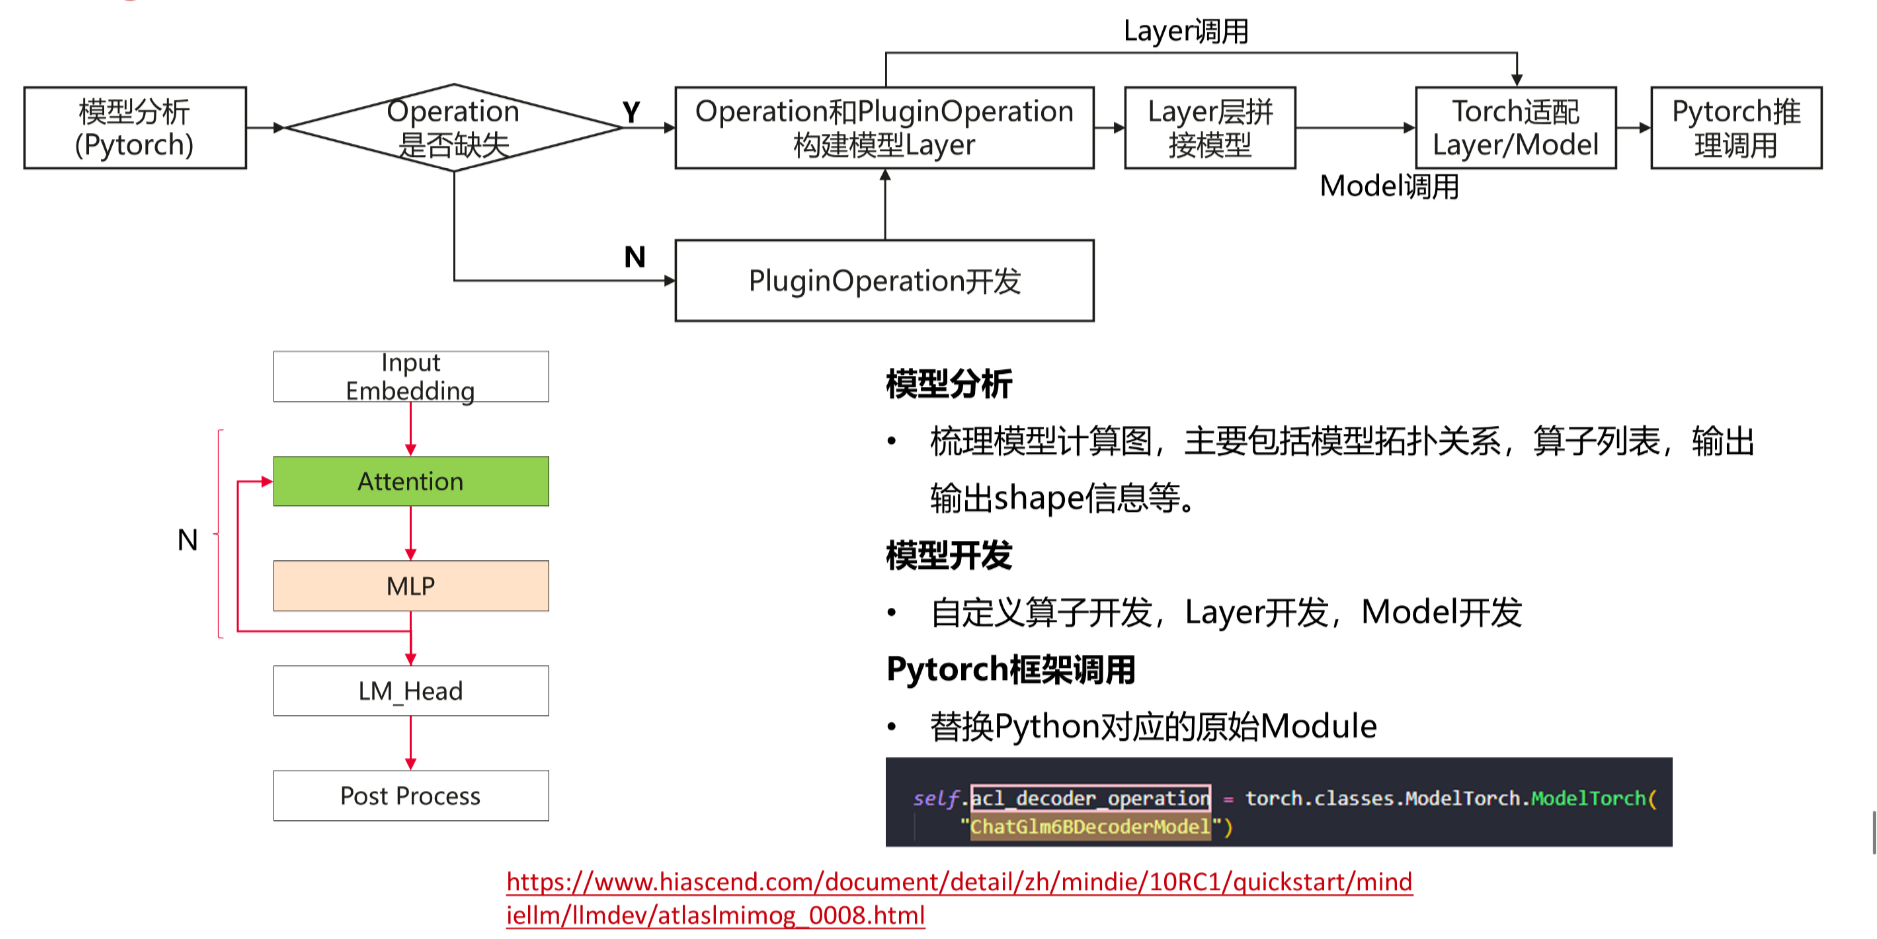 Layer调用
模型分析
(Pytorch)
Operation
是否缺失
Y
Operation和PluginOperation
构建模型Layer
Layer层拼
接模型
Torch适配
Layer/Model
Pytorch推
理调用
Model调用
N
PluginOperation开发
Input
Embedding
Attention
N
MLP
LM_Head
Post Process
模型分析
• 梳理模型计算图，主要包括模型拓扑关系，算子列表，输出
输出shape信息等。
模型开发
• 自定义算子开发，Layer开发，Model开发
Pytorch框架调用
• 替换Python对应的原始Module
self.acl_decoder_operation = torch.classes.ModelTorch.ModelTorch(
"ChatGlm6BDecoderModel")
https://www.hiascend.com/document/detail/zh/mindie/10RC1/quickstart/mind
iellm/llmdev/atlaslmimog_0008.html